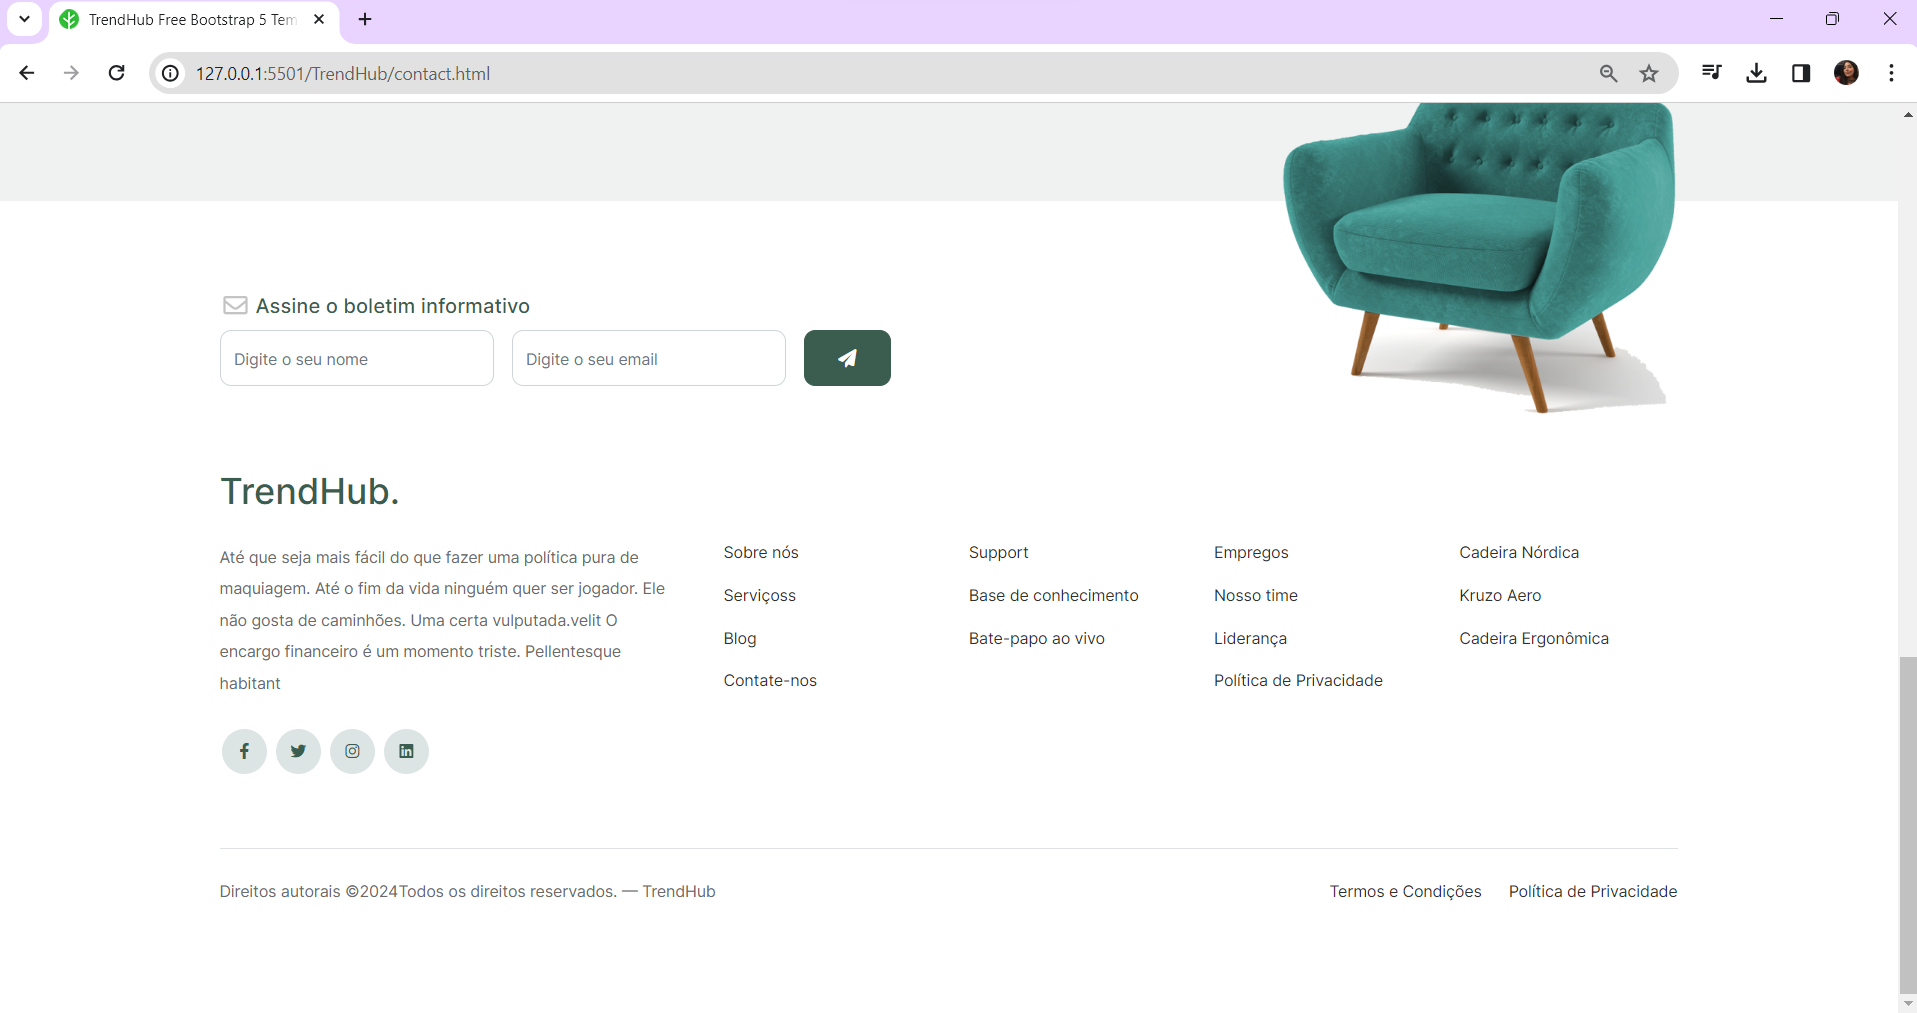 TrendHub Free Bootstrap 5 Tem
127.0.0.1:5501/TrendHub/contact.html
Assine o boletim informativo
Digite o seu nome
Digite o seu email
TrendHub.
Até que seja mais fácil do que fazer uma política pura de
maquiagem. Até o fim da vida ninguém quer ser jogador. Ele
não gosta de caminhões. Uma certa vulputada.velit O
encargo financeiro é um momento triste. Pellentesque
habitant
Sobre nós
Serviçoss
Blog
Contate-nos
Support
Base de conhecimento
Bate-papo ao vivo
Empregos
Nosso time
Liderança
Política de Privacidade
Cadeira Nórdica
Kruzo Aero
Cadeira Ergonômica
Direitos autorais ©2024Todos os direitos reservados. — TrendHub
Termos e Condições
Política de Privacidade